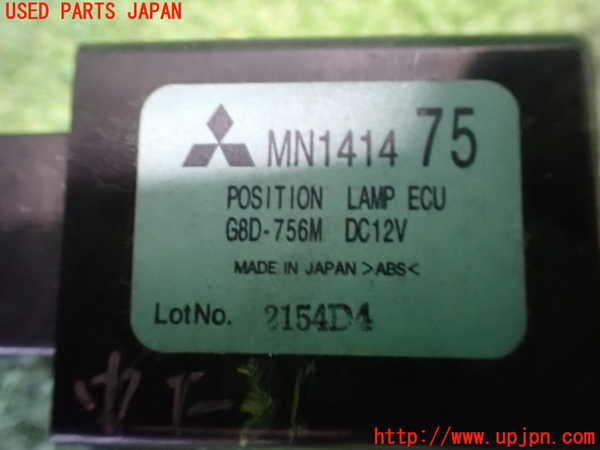 USED PARTS JAPAN
MN1414 75
POSITION LAMP ECU
G8D-756M DC12V
MADE IN JAPAN >ABS<
LotNo. 2154D4
http://www.upjpn.com